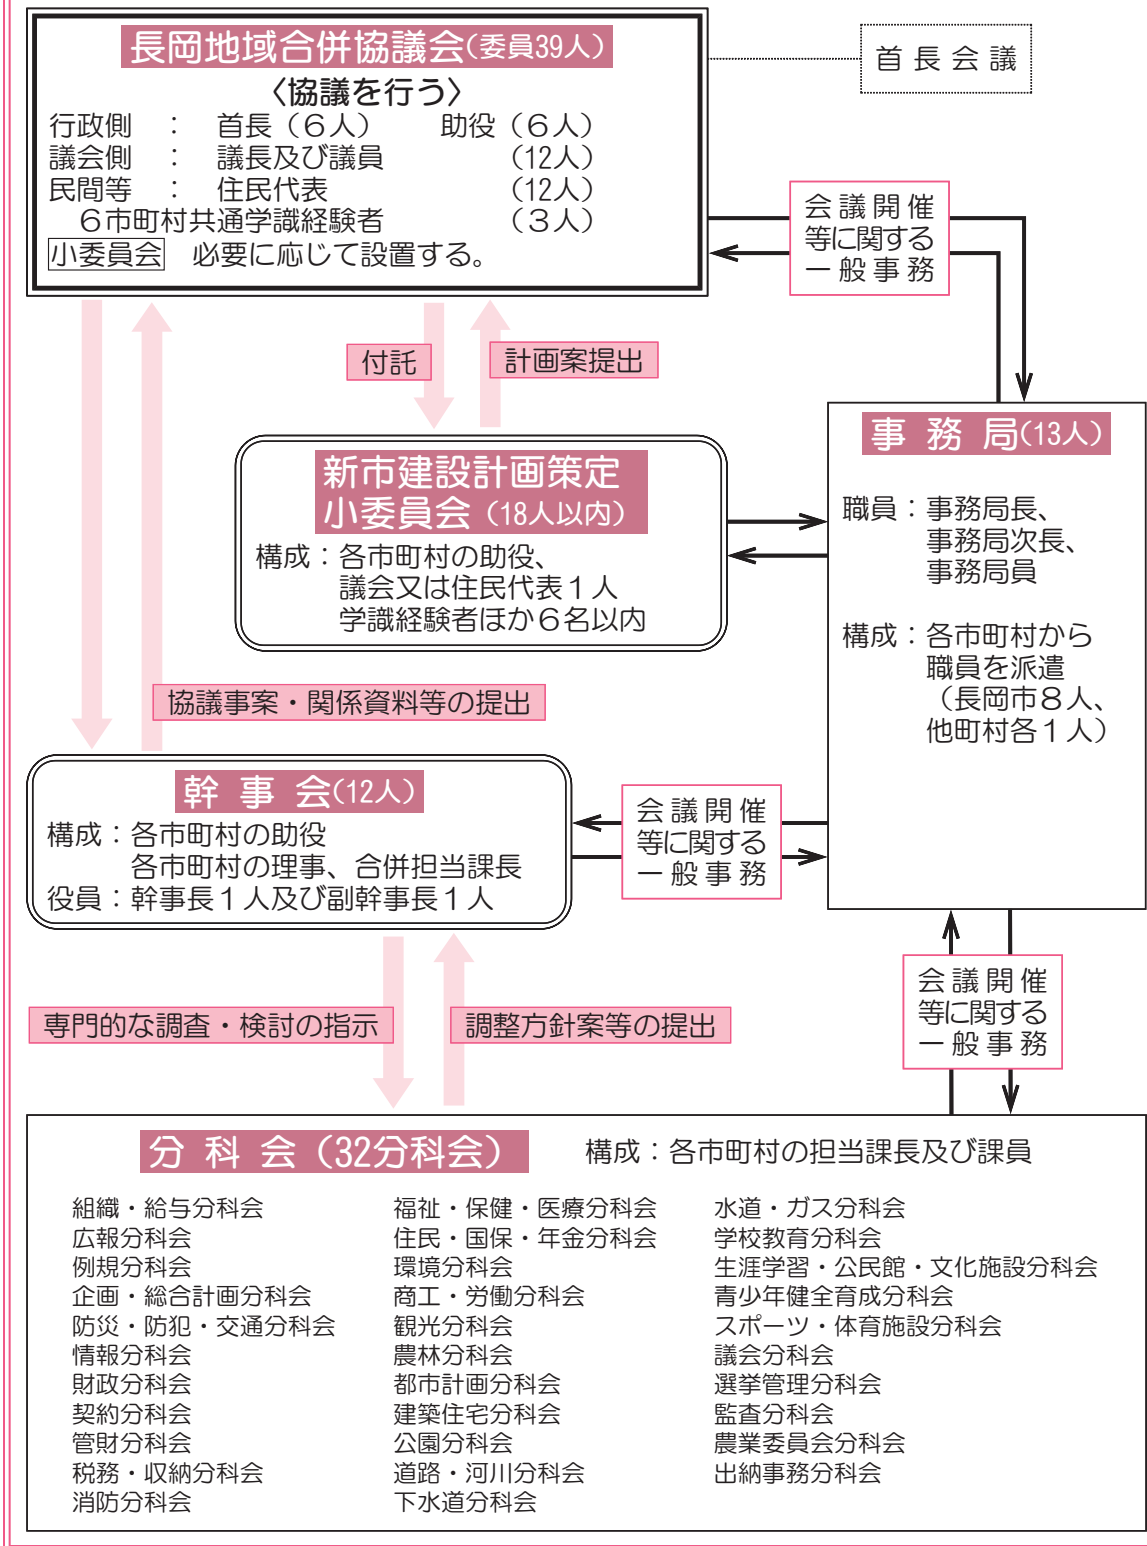 長岡地域合併協議会(委員39人)
〈協議を行う〉
行政側　：　首長（６人）　助役（６人）
議会側　：　議長及び議員　（12人）
民間等　：　住民代表　（12人）
６市町村共通学識経験者　（３人）
小委員会　必要に応じて設置する。
首長会議
会議開催
等に関する
一般事務
付託
計画案提出
新市建設計画策定
小委員会（18人以内）
構成：各市町村の助役、
議会又は住民代表１人
学識経験者ほか６名以内
事務局(13人)
職員：事務局長、
事務局次長、
事務局員
構成：各市町村から
職員を派遣
（長岡市８人、
他町村各１人）
協議事案・関係資料等の提出
幹事会(12人)
構成：各市町村の助役
各市町村の理事、合併担当課長
役員：幹事長１人及び副幹事長１人
会議開催
等に関する
一般事務
会議開催
等に関する
一般事務
専門的な調査・検討の指示
調整方針案等の提出
分科会（32分科会）
構成：各市町村の担当課長及び課員
組織・給与分科会
広報分科会
例規分科会
企画・総合計画分科会
防災・防犯・交通分科会
情報分科会
財政分科会
契約分科会
管財分科会
税務・収納分科会
消防分科会
福祉・保健・医療分科会
住民・国保・年金分科会
環境分科会
商工・労働分科会
観光分科会
農林分科会
都市計画分科会
建築住宅分科会
公園分科会
道路・河川分科会
下水道分科会
水道・ガス分科会
学校教育分科会
生涯学習・公民館・文化施設分科会
青少年健全育成分科会
スポーツ・体育施設分科会
議会分科会
選挙管理分科会
監査分科会
農業委員会分科会
出納事務分科会